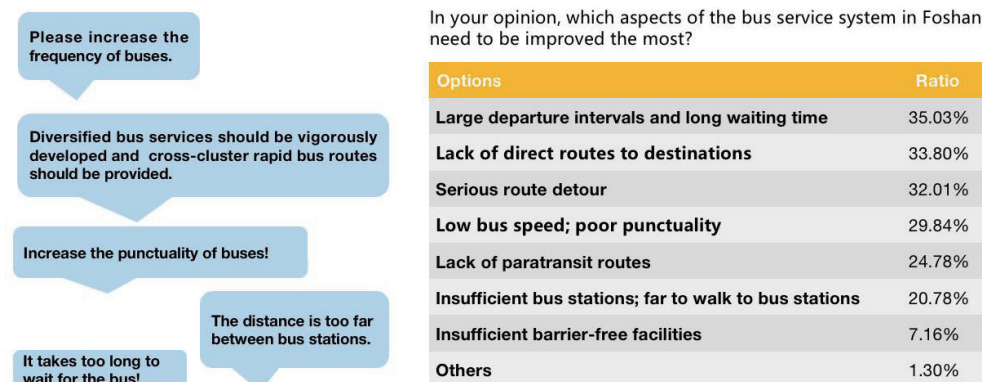 Please increase the
frequency of buses.
Diversified bus services should be vigorously
developed and cross-cluster rapid bus routes
should be provided.
Increase the punctuality of buses!
The distance is too far
between bus stations.
It takes too long to
wait for the bus!
In your opinion, which aspects of the bus service system in Foshan
need to be improved the most?
Options Ratio
Large departure intervals and long waiting time 35.03%
Lack of direct routes to destinations 33.80%
Serious route detour 32.01%
Low bus speed; poor punctuality 29.84%
Lack of paratransit routes 24.78%
Insufficient bus stations; far to walk to bus stations 20.78%
Insufficient barrier-free facilities 7.16%
Others 1.30%